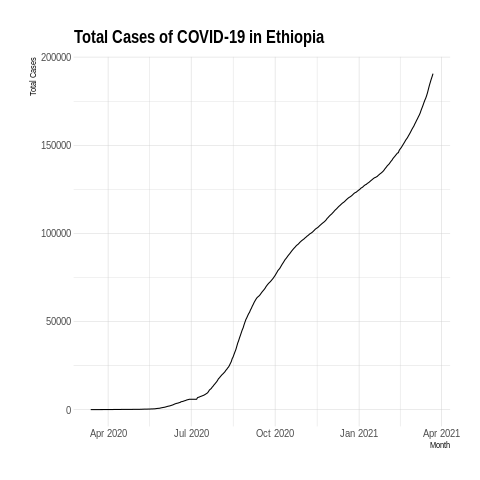 Total Cases of COVID-19 in Ethiopia
Total Cases
200000
150000
100000
50000
0
Apr 2020 Jul 2020 Oct 2020 Jan 2021 Apr 2021
Month